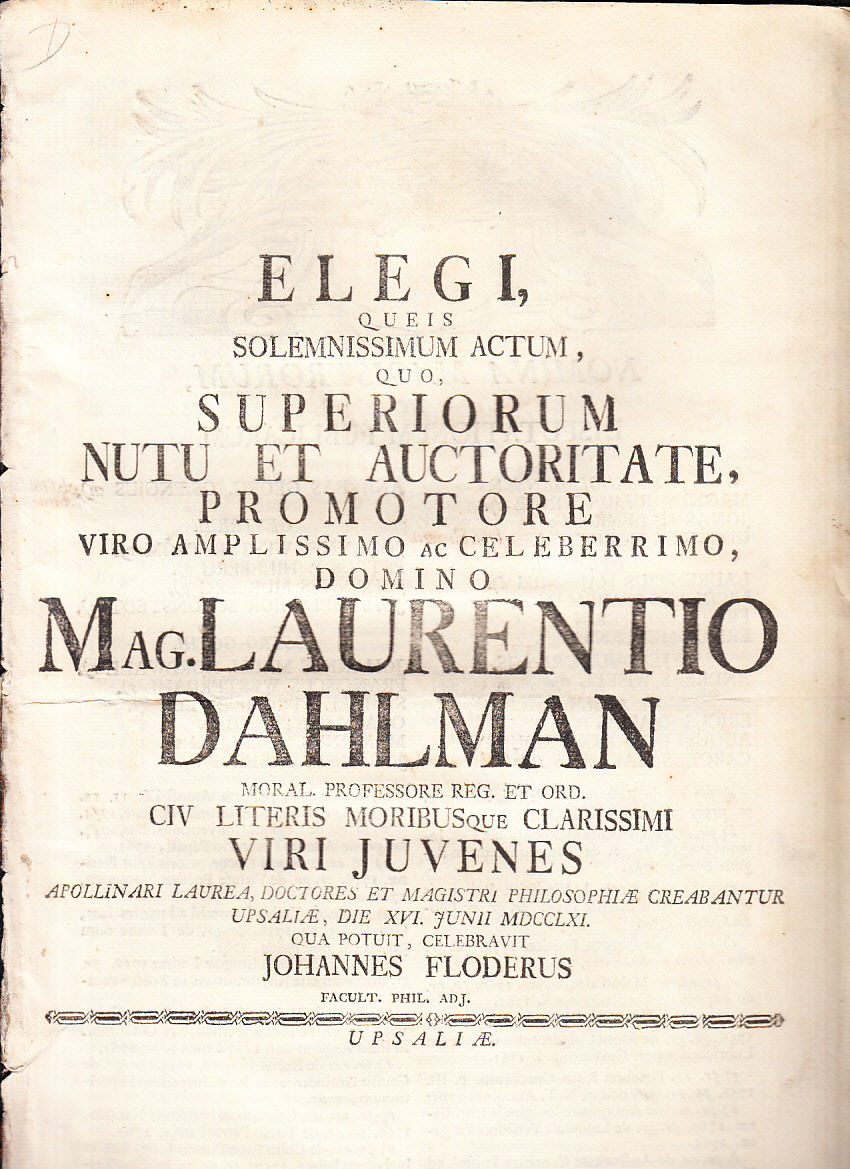 D
ELEGI,
QUEIS
SOLEMNISSIMUM ACTUM,
QUO,
SUPERIORUM
NUTU ET AUCTORITATE,
PROMOTORE
VIRO AMPLISSIMO AC CELEBERRIMO,
DOMINO
MAG. LAURENTIO
DAHLMAN
MORAL. PROFESSORE REG. ET ORD.
CIV LITERIS MORIBUSQUE CLARISSIMI
VIRI JUVENES
APOLLINARI LAUREA, DOCTORES ET MAGISTRI PHILOSOPHIÆ CREABANTUR
UPSALIÆ, DIE XVI. JUNII MDCCLXI.
QUA POTUIT, CELEBRAVIT
JOHANNES FLODERUS
FACULT. PHIL. ADJ.
UPSALIÆ.